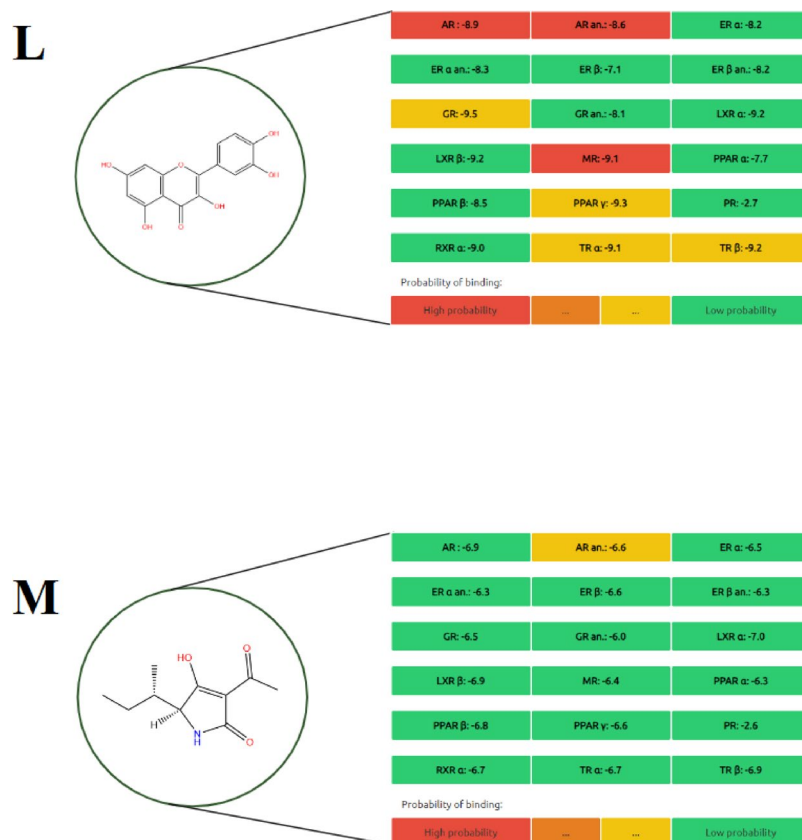 L
AR : -8.9 AR an.: -8.6 ER α: -8.2
ER α an.: -8.3 ER β: -7.1 ER β an.: -8.2
GR: -9.5 GR an.: -8.1 LXR α: -9.2
LXR β: -9.2 MR: -9.1 PPAR α: -7.7
PPAR β: -8.5 PPAR γ: -9.3 PR: -2.7
RXR α: -9.0 TR α: -9.1 TR β: -9.2
Probability of binding:
High probability ... ... Low probability
OH
OH
HO
O
OH
OH
O
M
AR : -6.9 AR an.: -6.6 ER α: -6.5
ER α an.: -6.3 ER β: -6.6 ER β an.: -6.3
GR: -6.5 GR an.: -6.0 LXR α: -7.0
LXR β: -6.9 MR: -6.4 PPAR α: -6.3
PPAR β: -6.8 PPAR γ: -6.6 PR: -2.6
RXR α: -6.7 TR α: -6.7 TR β: -6.9
Probability of binding:
High probability ... ... Low probability
O
HO
H
N
H
O